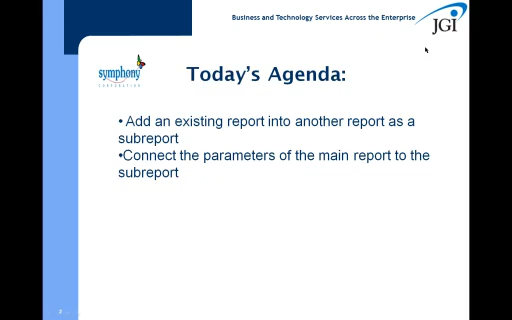 Business and Technology Services Across the Enterprise
JGI
symphony
CORPORATION
Today's Agenda:
• Add an existing report into another report as a
subreport
•Connect the parameters of the main report to the
subreport
2